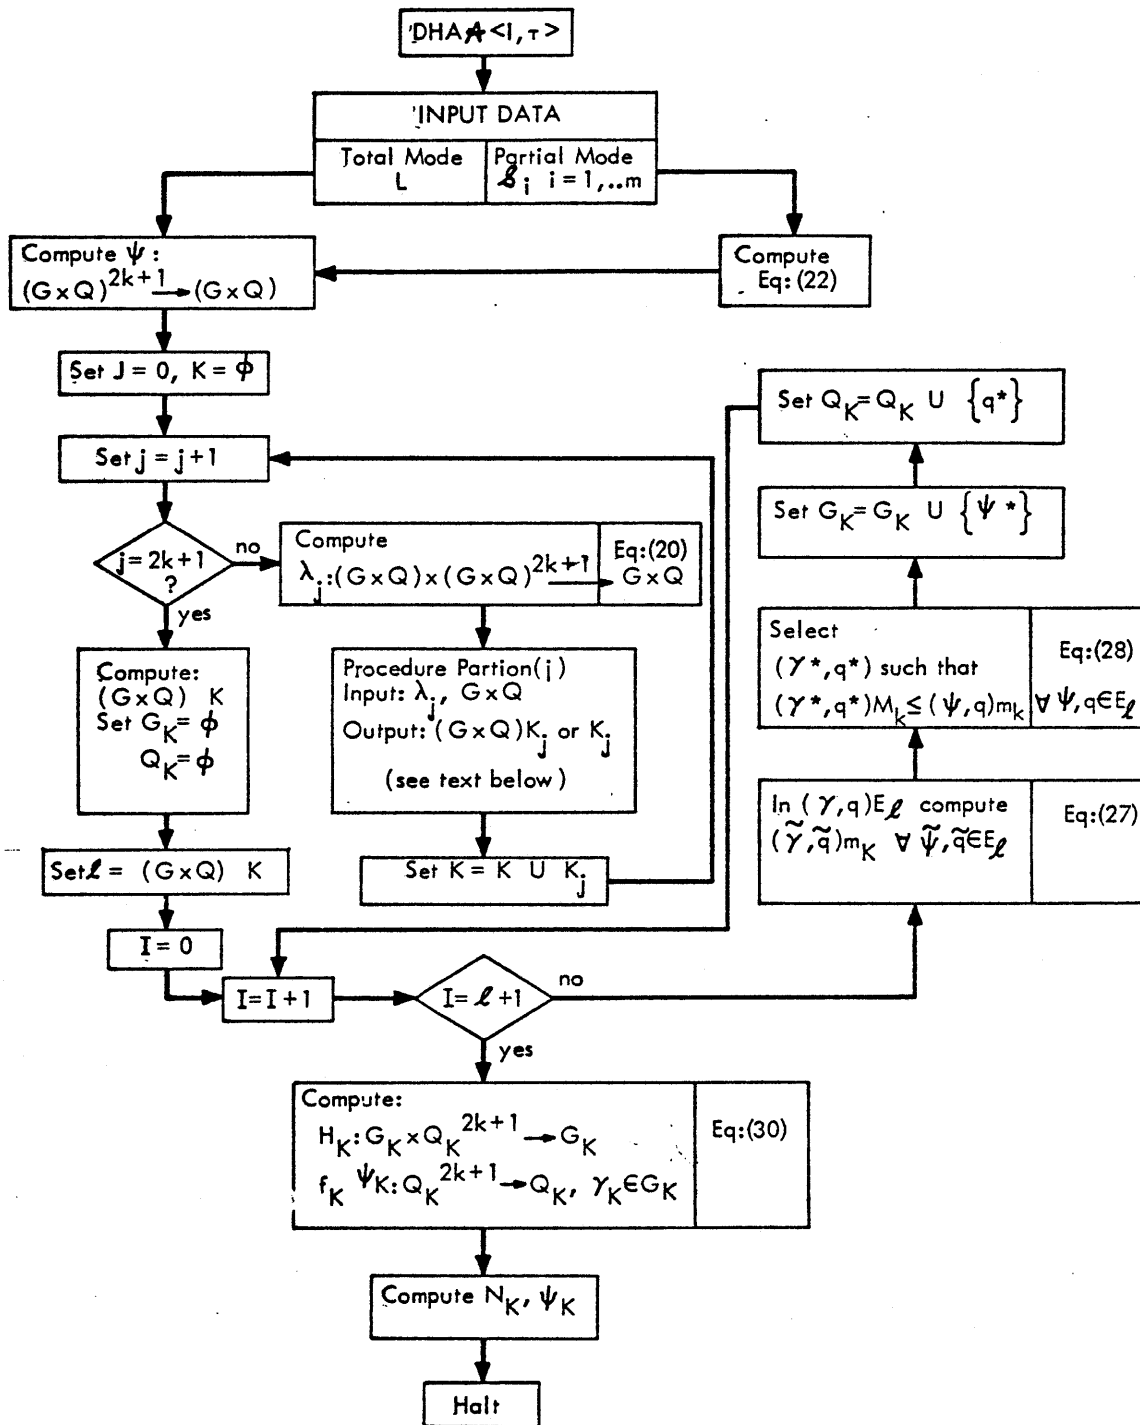 DHA A <I, τ>
INPUT DATA
Total Mode
L
Partial Mode
𝓢i i = 1,..m
Compute ψ :
(G x Q)^2k+1 → (G x Q)
Compute
Eq:(22)
Set J = 0, K = ϕ
Set j = j+1
j = 2k+1
?
no
yes
Compute
λj:(G x Q) x (G x Q)^2k+1 → G x Q
Eq:(20)
Procedure Partion(j)
Input: λj, G x Q
Output: (G x Q)Kj or Kj
(see text below)
Set K = K U Kj
Compute:
(G x Q) K
Set GK = ϕ
QK = ϕ
Set ℓ = (G x Q) K
I = 0
I = I + 1
I = ℓ + 1
no
yes
Set QK = QK U {q*}
Set GK = GK U {ψ *}
Select
(γ*,q*) such that
(γ*,q*)Mk ≤ (ψ,q)mk ∀ ψ,q∈Eℓ
Eq:(28)
In (γ,q)Eℓ compute
(γ̃,q̃)mK ∀ ψ̃,q̃∈Eℓ
Eq:(27)
Compute:
HK: GK x QK^2k+1 → GK
fK ψK: QK^2k+1 → QK, γK∈GK
Eq:(30)
Compute NK, ψK
Halt